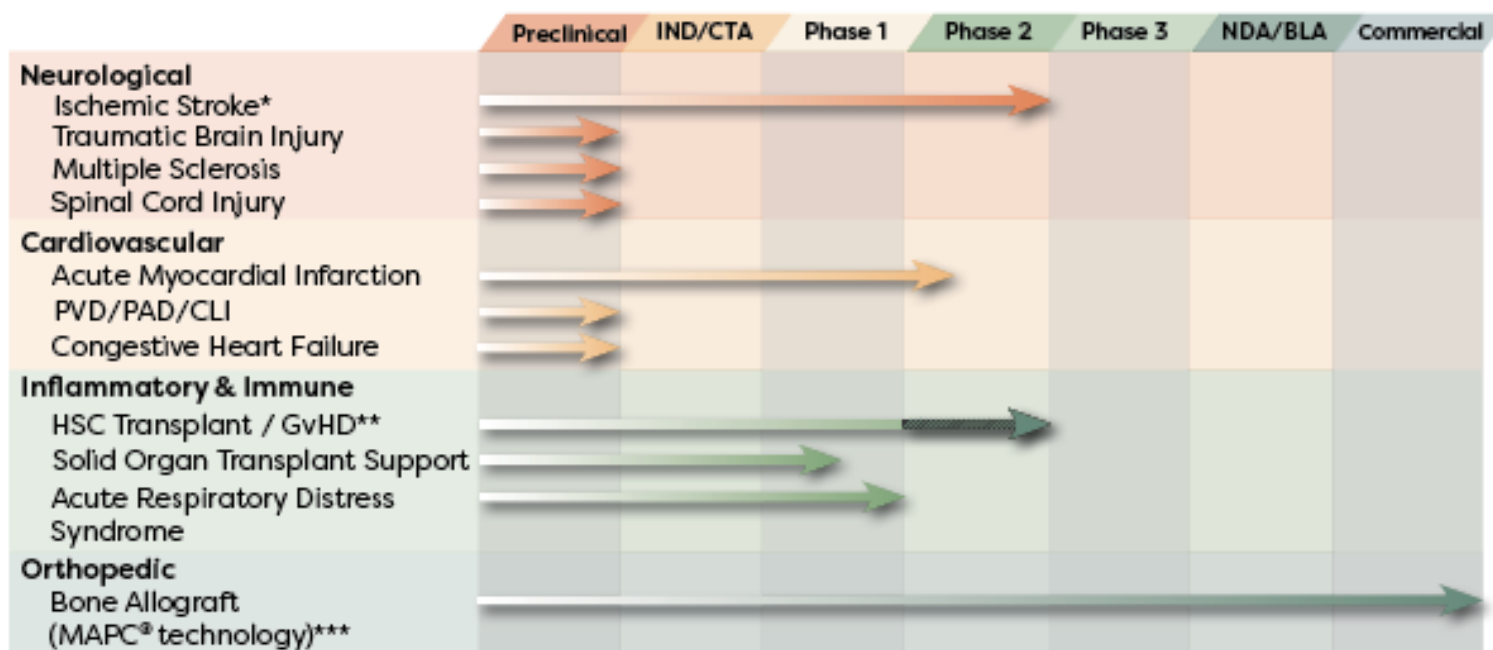 Preclinical IND/CTA Phase 1 Phase 2 Phase 3 NDA/BLA Commercial
Neurological
Ischemic Stroke*
Traumatic Brain Injury
Multiple Sclerosis
Spinal Cord Injury
Cardiovascular
Acute Myocardial Infarction
PVD/PAD/CLI
Congestive Heart Failure
Inflammatory & Immune
HSC Transplant / GvHD**
Solid Organ Transplant Support
Acute Respiratory Distress
Syndrome
Orthopedic
Bone Allograft
(MAPC® technology)***